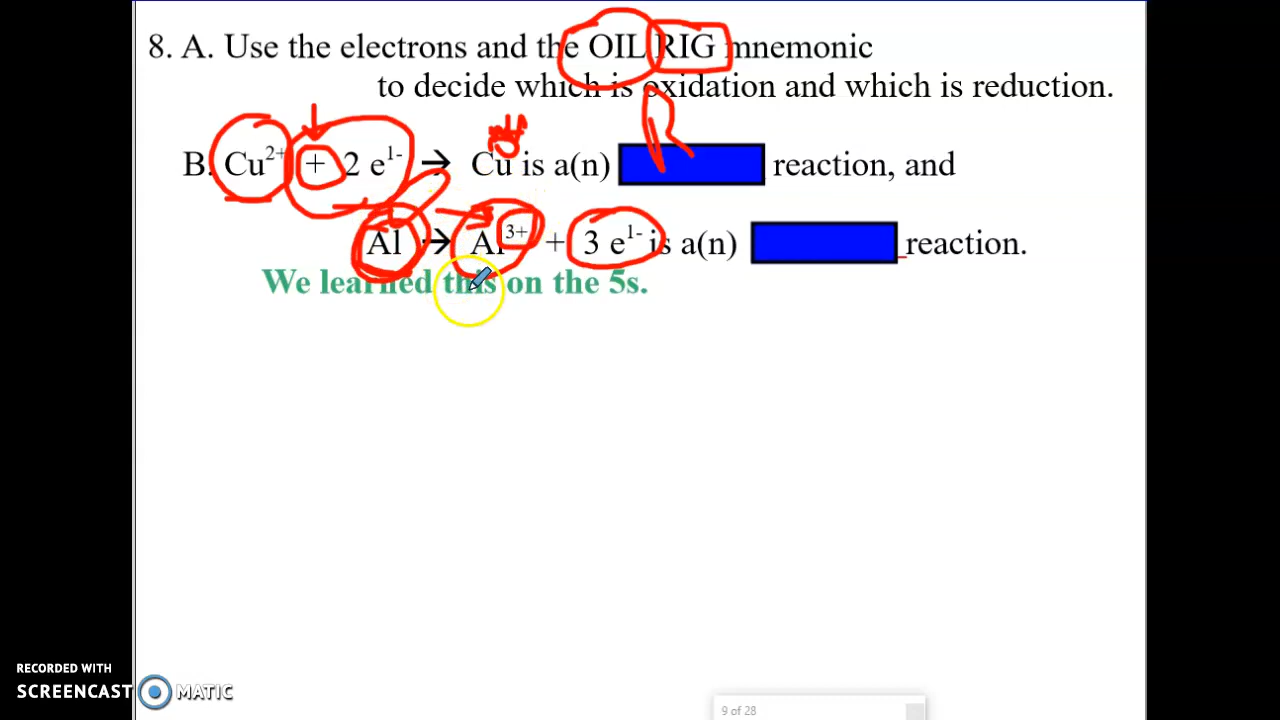 8. A. Use the electrons and the OIL RIG mnemonic
to decide which is oxidation and which is reduction.
B. Cu2+ + 2 e1- → Cu is a(n) reaction, and
R
Al → Al3+ + 3 e1- is a(n) reaction.
We learned this on the 5s.
RECORDED WITH
SCREENCAST MATIC
9 of 28